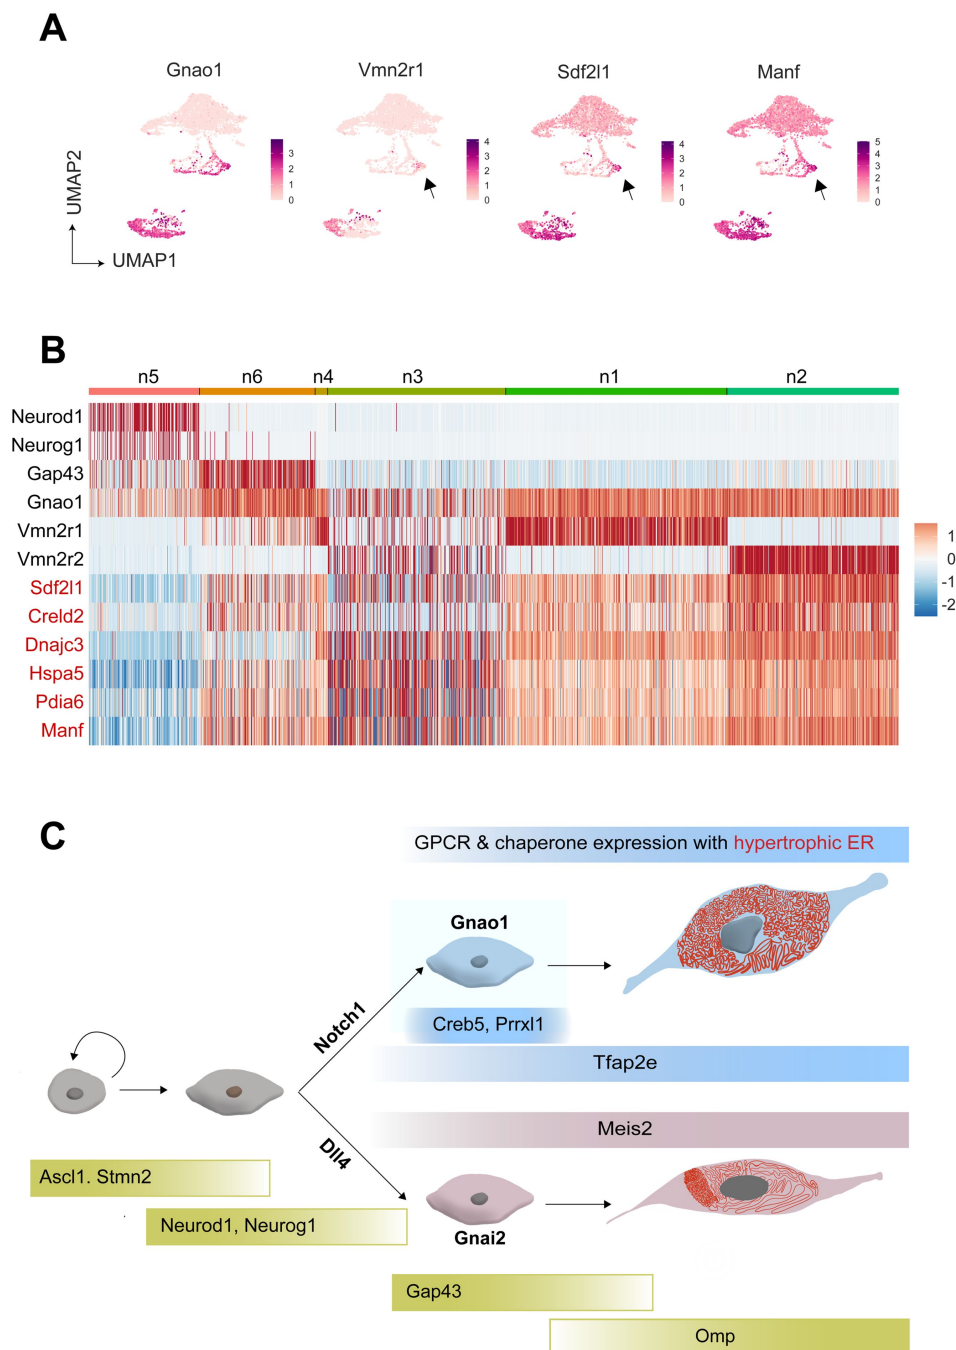 A
Gnao1
Vmn2r1
Sdf2l1
Manf
3
2
1
0
4
3
2
1
0
4
3
2
1
0
5
4
3
2
1
0
UMAP2
UMAP1
B
n5 n6 n4 n3 n1 n2
Neurod1
Neurog1
Gap43
Gnao1
Vmn2r1
Vmn2r2
Sdf2l1
Creld2
Dnajc3
Hspa5
Pdia6
Manf
1
0
-1
-2
C
GPCR & chaperone expression with hypertrophic ER
Gnao1
Notch1
Creb5, Prrxl1
Tfap2e
Meis2
Dll4
Ascl1. Stmn2
Neurod1, Neurog1
Gnai2
Gap43
Omp